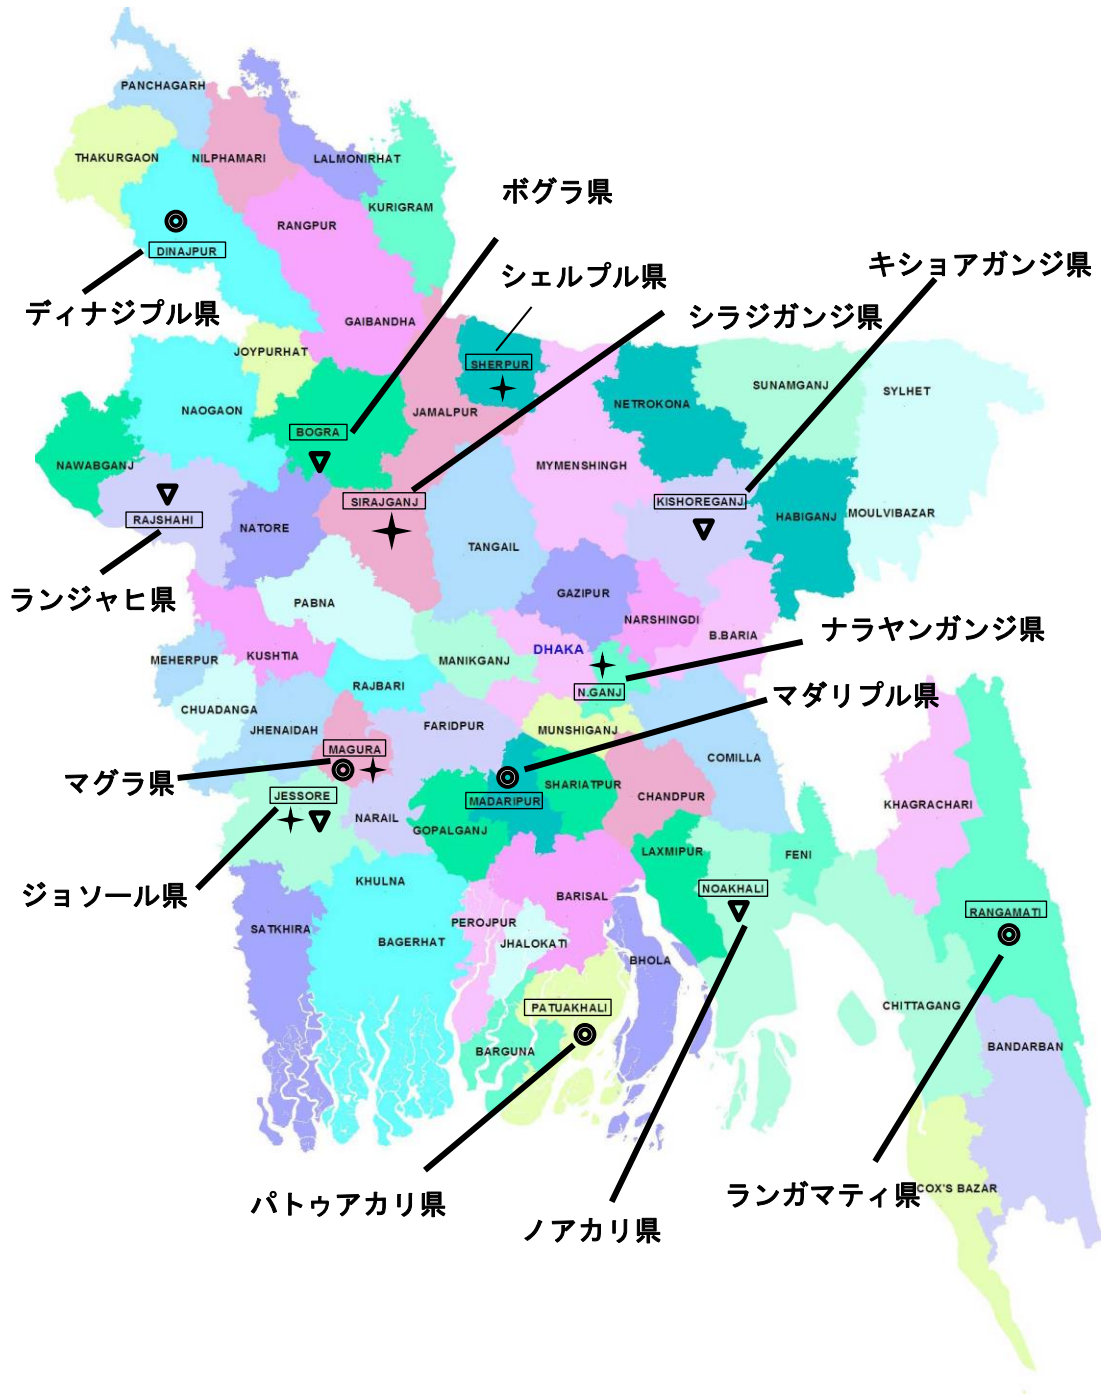 PANCHAGARH
THAKURGAON
NILPHAMARI
LALMONIRHAT
ボグラ県
KURIGRAM
RANGPUR
DINAJPUR
キショアガンジ県
シェルプル県
ディナジプル県
シラジガンジ県
GAIBANDHA
JOYPURHAT
SHERPUR
SUNAMGANJ
SYLHET
NAOGAON
JAMALPUR
NETROKONA
BOGRA
NAWABGANJ
MYMENSHINGH
SIRAJGANJ
KISHOREGANJ
RAJSHAHI
NATORE
HABIGANJ
MOULVIBAZAR
TANGAIL
ランジャヒ県
PABNA
GAZIPUR
NARSHINGDI
B.BARIA
ナラヤンガンジ県
MEHERPUR
KUSHTIA
MANIKGANJ
DHAKA
RAJBARI
N.GANJ
マダリプル県
CHUADANGA
JHENAIDAH
FARIDPUR
MUNSHIGANJ
MAGURA
COMILLA
マグラ県
SHARIATPUR
JESSORE
MADARIPUR
CHANDPUR
KHAGRACHARI
NARAIL
GOPALGANJ
LAXMIPUR
FENI
ジョソール県
KHULNA
BARISAL
NOAKHALI
RANGAMATI
SATKHIRA
PEROJPUR
BAGERHAT
JHALOKATI
BHOLA
PATUAKHALI
CHITTAGANG
BARGUNA
BANDARBAN
パトゥアカリ県
ランガマティ県
COX'S BAZAR
ノアカリ県